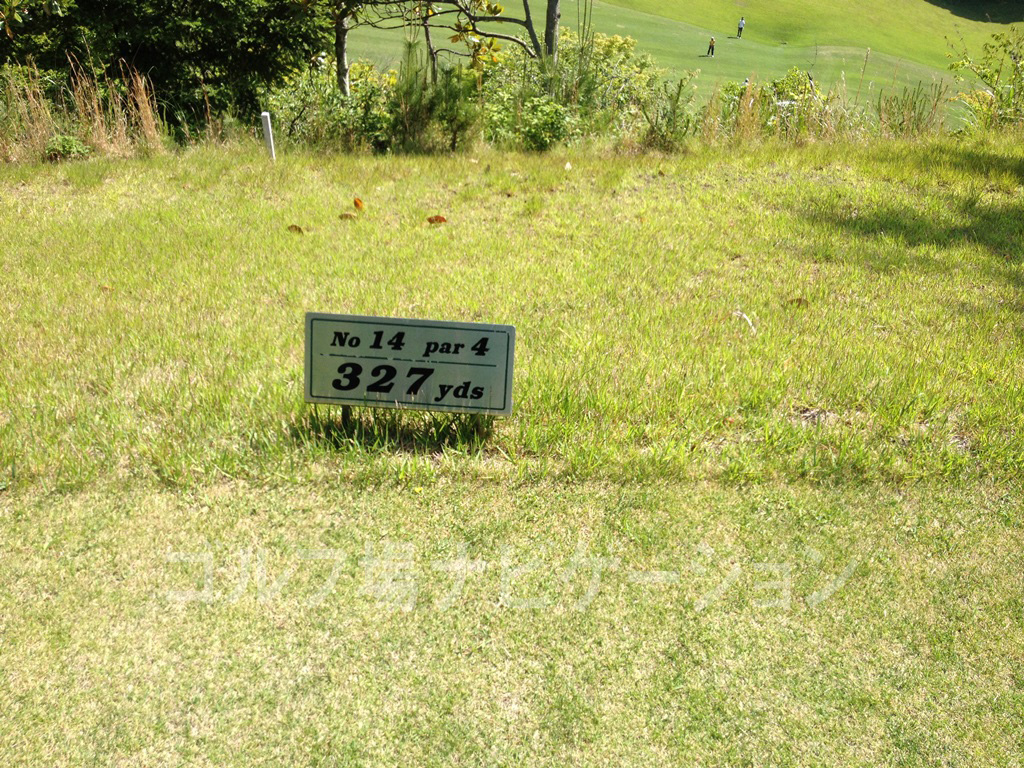 No 14 par 4
327 yds
ゴルフ場ナビゲーション